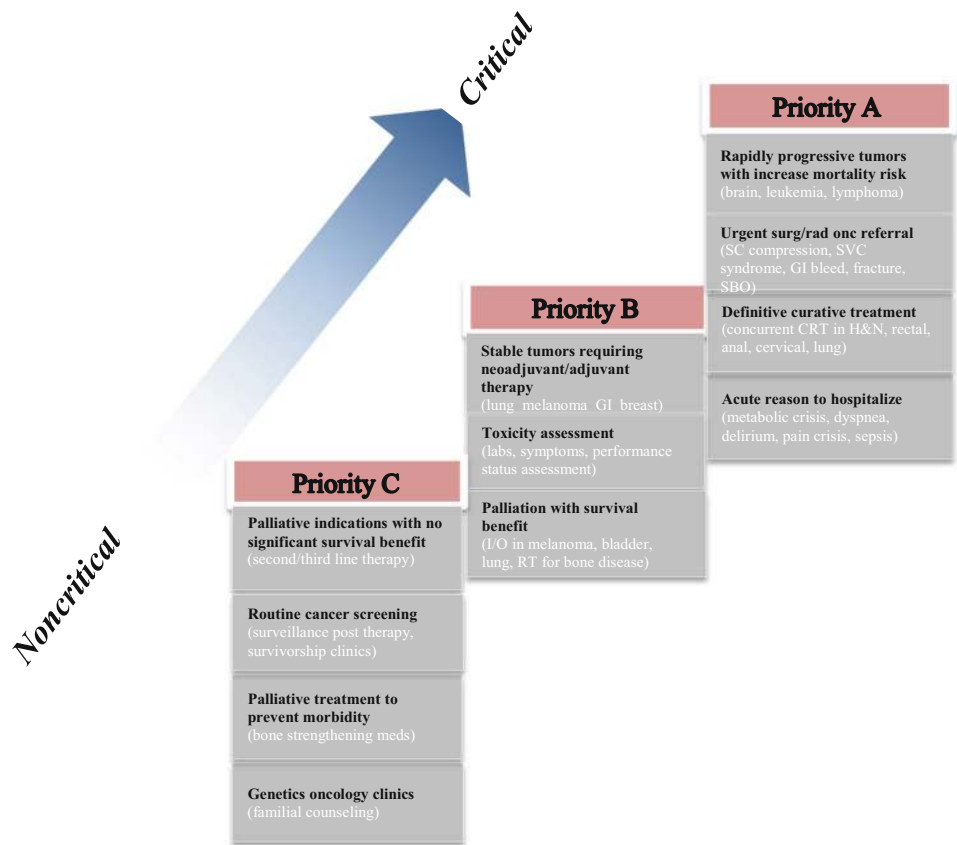 Critical
Noncritical
Priority A
Rapidly progressive tumors
with increase mortality risk
(brain, leukemia, lymphoma)
Urgent surg/rad onc referral
(SC compression, SVC
syndrome, GI bleed, fracture,
SBO)
Definitive curative treatment
(concurrent CRT in H&N, rectal,
anal, cervical, lung)
Acute reason to hospitalize
(metabolic crisis, dyspnea,
delirium, pain crisis, sepsis)
Priority B
Stable tumors requiring
neoadjuvant/adjuvant
therapy
(lung melanoma GI breast)
Toxicity assessment
(labs, symptoms, performance
status assessment)
Palliation with survival
benefit
(I/O in melanoma, bladder,
lung, RT for bone disease)
Priority C
Palliative indications with no
significant survival benefit
(second/third line therapy)
Routine cancer screening
(surveillance post therapy,
survivorship clinics)
Palliative treatment to
prevent morbidity
(bone strengthening meds)
Genetics oncology clinics
(familial counseling)